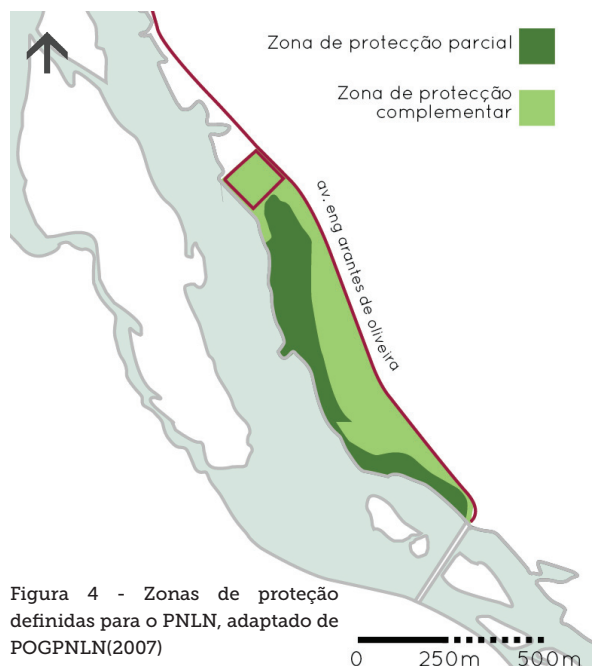 Zona de protecção parcial
Zona de protecção
complementar
av. eng arantes de oliveira
Figura 4 - Zonas de proteção
definidas para o PNLN, adaptado de
POGPNLN(2007)
0 250m 500m